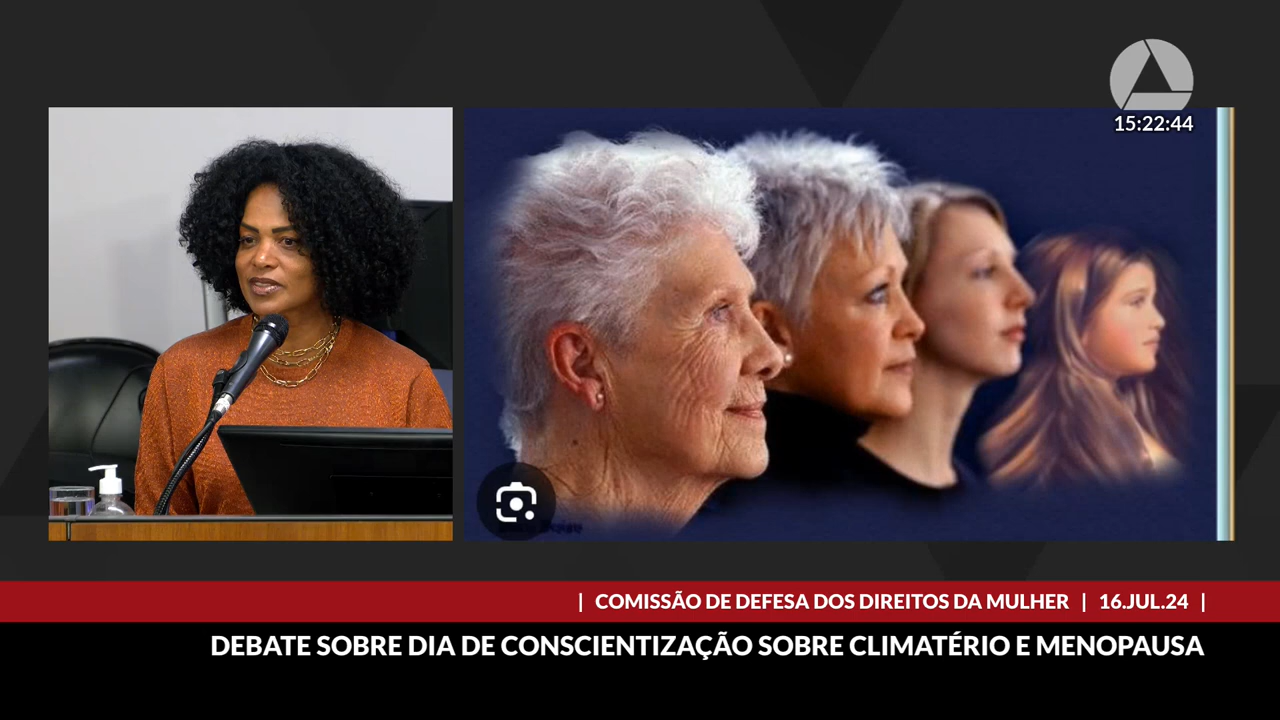 15:22:44
| COMISSÃO DE DEFESA DOS DIREITOS DA MULHER | 16.JUL.24 |
DEBATE SOBRE DIA DE CONSCIENTIZAÇÃO SOBRE CLIMATÉRIO E MENOPAUSA